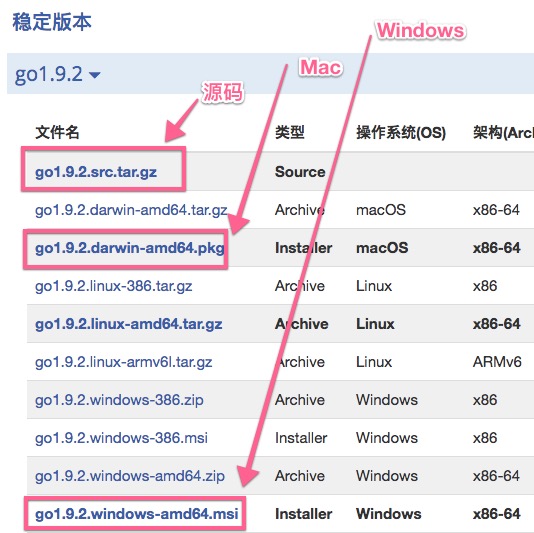 稳定版本
Windows
go1.9.2
Mac
源码
文件名 类型 操作系统(OS) 架构(Arc
go1.9.2.src.tar.gz Source
go1.9.2.darwin-amd64.tar.gz Archive macOS x86-64
go1.9.2.darwin-amd64.pkg Installer macOS x86-64
go1.9.2.linux-386.tar.gz Archive Linux x86
go1.9.2.linux-amd64.tar.gz Archive Linux x86-64
go1.9.2.linux-armv6l.tar.gz Archive Linux ARMv6
go1.9.2.windows-386.zip Archive Windows x86
go1.9.2.windows-386.msi Installer Windows x86
go1.9.2.windows-amd64.zip Archive Windows x86-64
go1.9.2.windows-amd64.msi Installer Windows x86-64